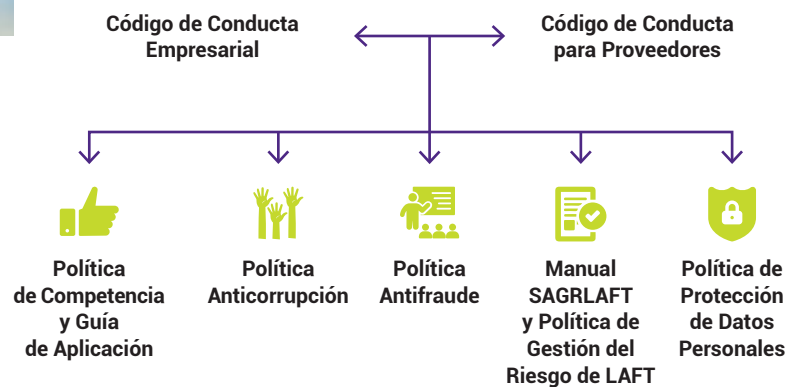 Código de Conducta
Empresarial
Código de Conducta
para Proveedores
Política
de Competencia
y Guía
de Aplicación
Política
Anticorrupción
Política
Antifraude
Manual
SAGRLAFT
y Política de
Gestión del
Riesgo de LAFT
Política de
Protección
de Datos
Personales